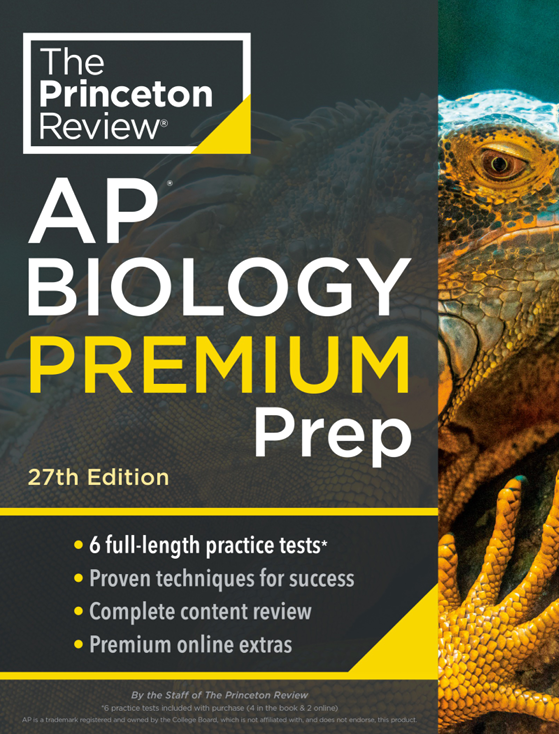 The
Princeton
Review®
AP®
BIOLOGY
PREMIUM
Prep
27th Edition
• 6 full-length practice tests*
• Proven techniques for success
• Complete content review
• Premium online extras
By the Staff of The Princeton Review
*6 practice tests included with purchase (4 in the book & 2 online)
AP is a trademark registered and owned by the College Board, which is not affiliated with, and does not endorse, this product.